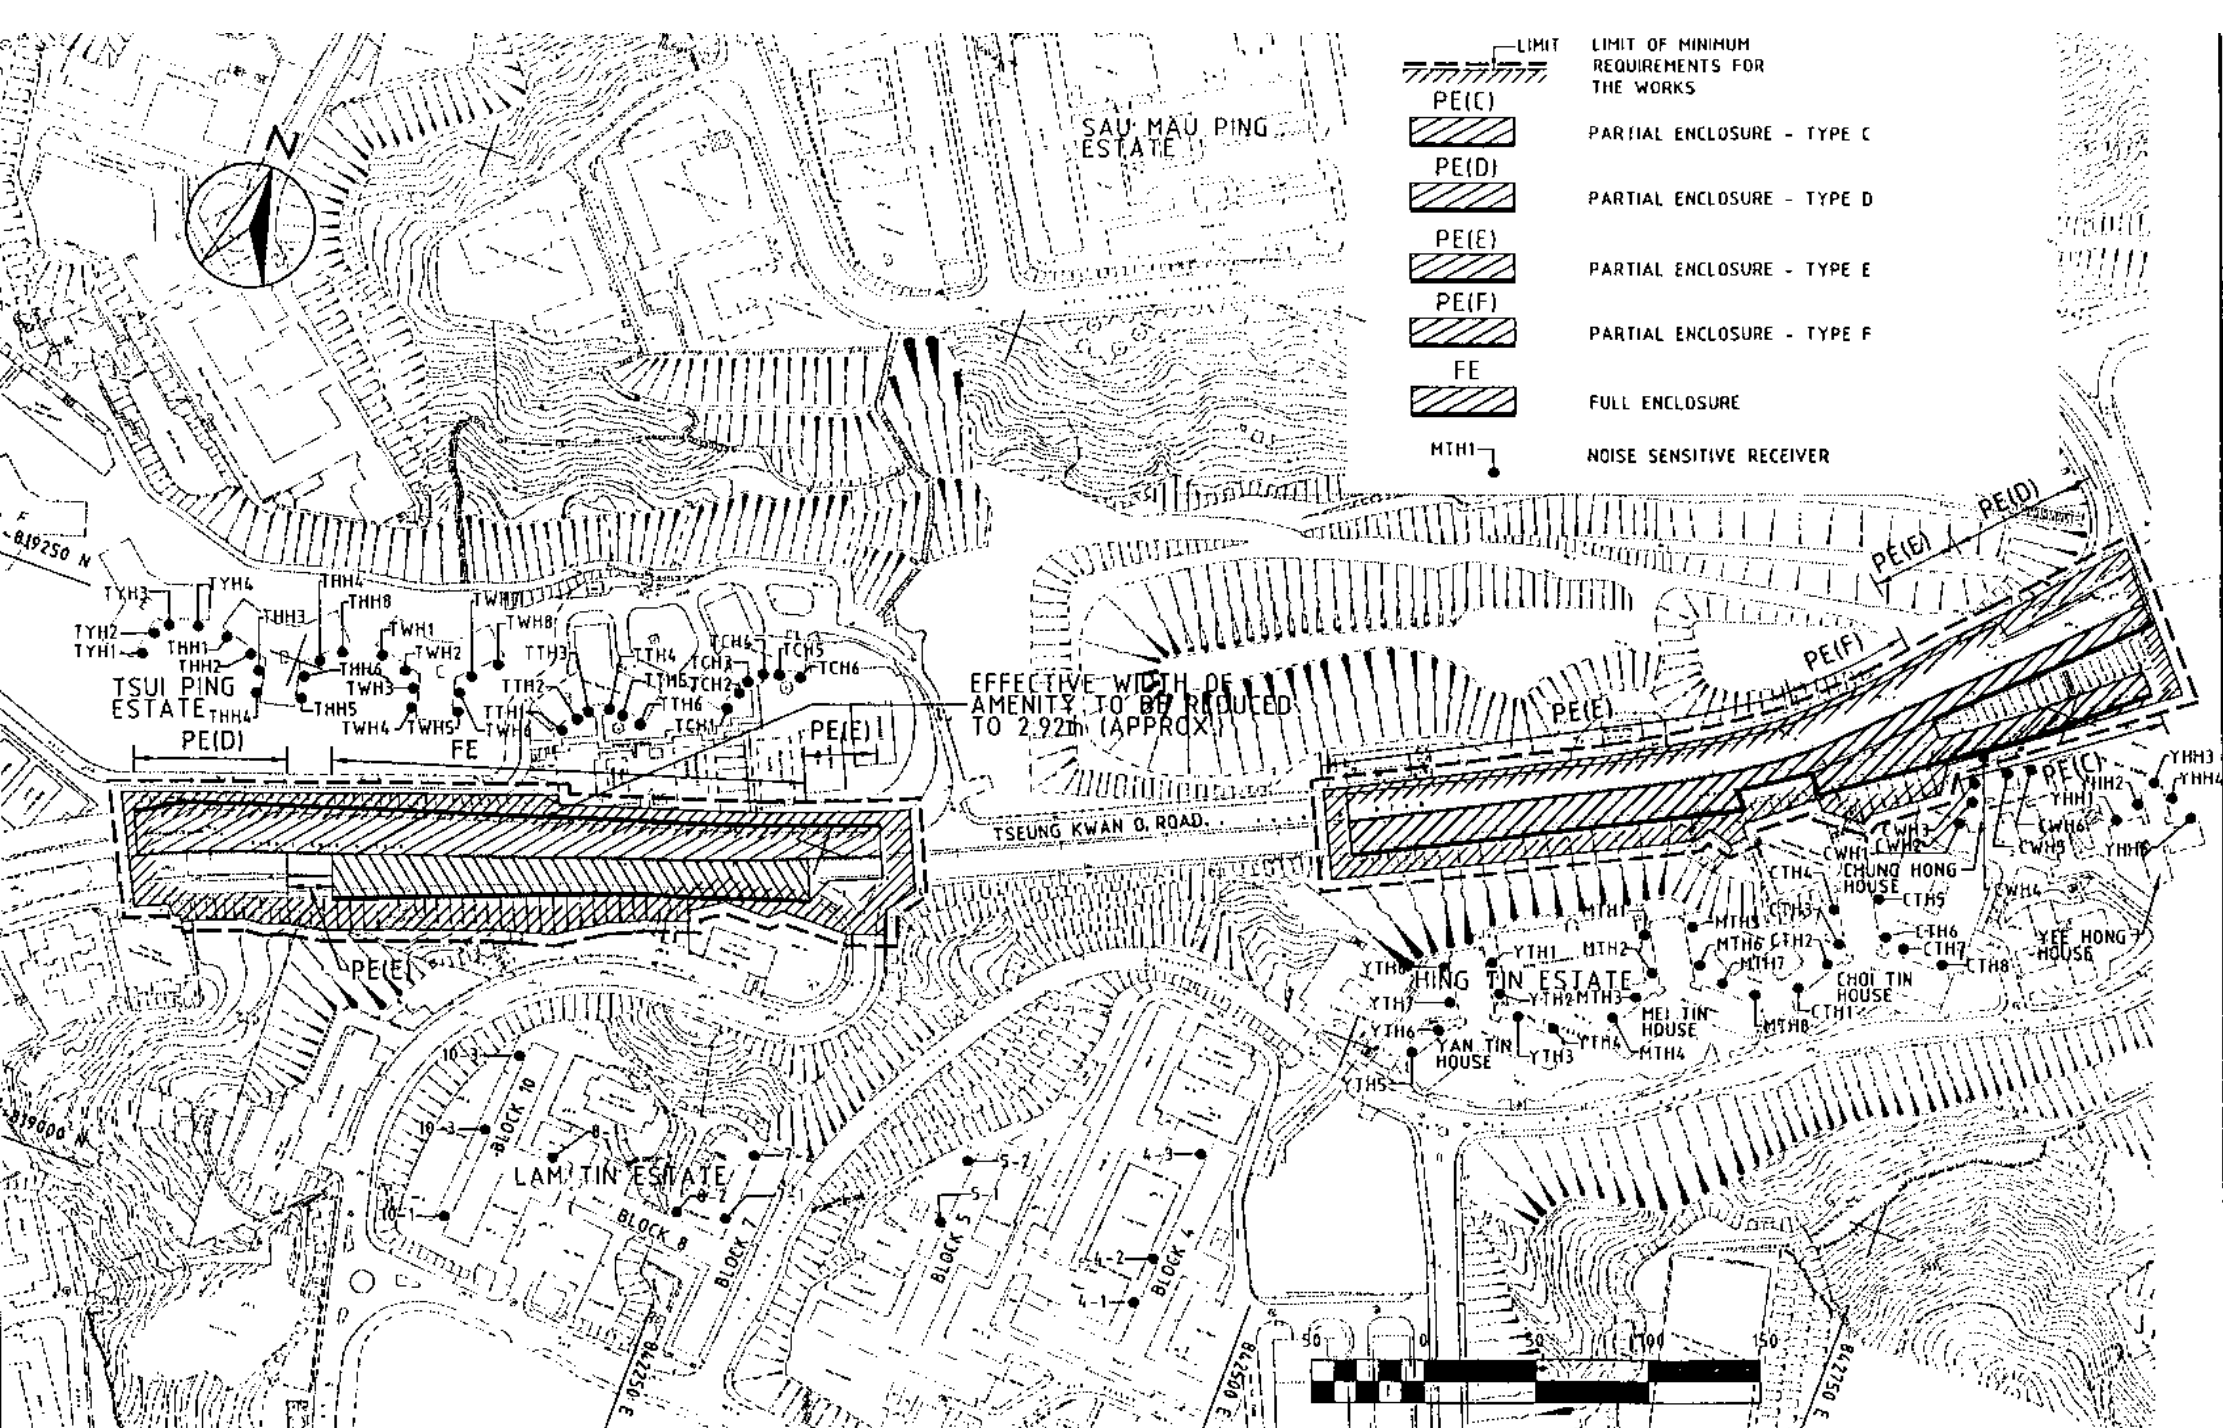 LIMIT
LIMIT OF MINIMUM
REQUIREMENTS FOR
THE WORKS
PE(C)
PARTIAL ENCLOSURE - TYPE C
PE(D)
PARTIAL ENCLOSURE - TYPE D
PE(E)
PARTIAL ENCLOSURE - TYPE E
PE(F)
PARTIAL ENCLOSURE - TYPE F
FE
FULL ENCLOSURE
MTH1
NOISE SENSITIVE RECEIVER
SAU MAU PING
ESTATE
N
819250 N
TYH3
TYH4
THH4
THH8
THH3
TWH8
TYH2
TYH1
THH1
THH2
TWH1
TWH2
THH6
TWH3
TTH3
TTH4
TCH3
TCH5
TCH6
TCH2
TSUI PING
ESTATE
THH4
THH5
TWH4
TWH5
TTH2
TTH6
TCH1
PE(D)
FE
PE(E)
EFFECTIVE WIDTH OF
AMENITY TO BE REDUCED
TO 2.92m (APPROX.)
PE(E)
PE(F)
PE(E)
PE(D)
TSEUNG KWAN O. ROAD
PE(E)
PE(C)
YHH3
YHH4
YHH1
CWH3
CWH2
CWH6
CWH5
CWH1
CTH4
CHUNG HONG
HOUSE
CWH4
CTH5
MTH1
MTH5
CTH3
CTH6
CTH7
CTH8
YEE HONG
HOUSE
YTH1
MTH2
MTH6
CTH2
MTH7
HING TIN ESTATE
CHOI TIN
HOUSE
YTH7
YTH2
MTH3
MEI TIN
HOUSE
CTH1
MTH8
YTH6
YAN TIN
HOUSE
YTH3
YTH4
MTH4
YTH5
10-3
BLOCK 10
10-3
8-1
7-2
LAM TIN ESTATE
8-2
7-1
10-1
BLOCK 8
BLOCK 7
5-2
5-1
BLOCK 5
4-3
4-2
4-1
BLOCK 4
819000 N
842250 E
842500 E
842750 E
50 0 50 100 150